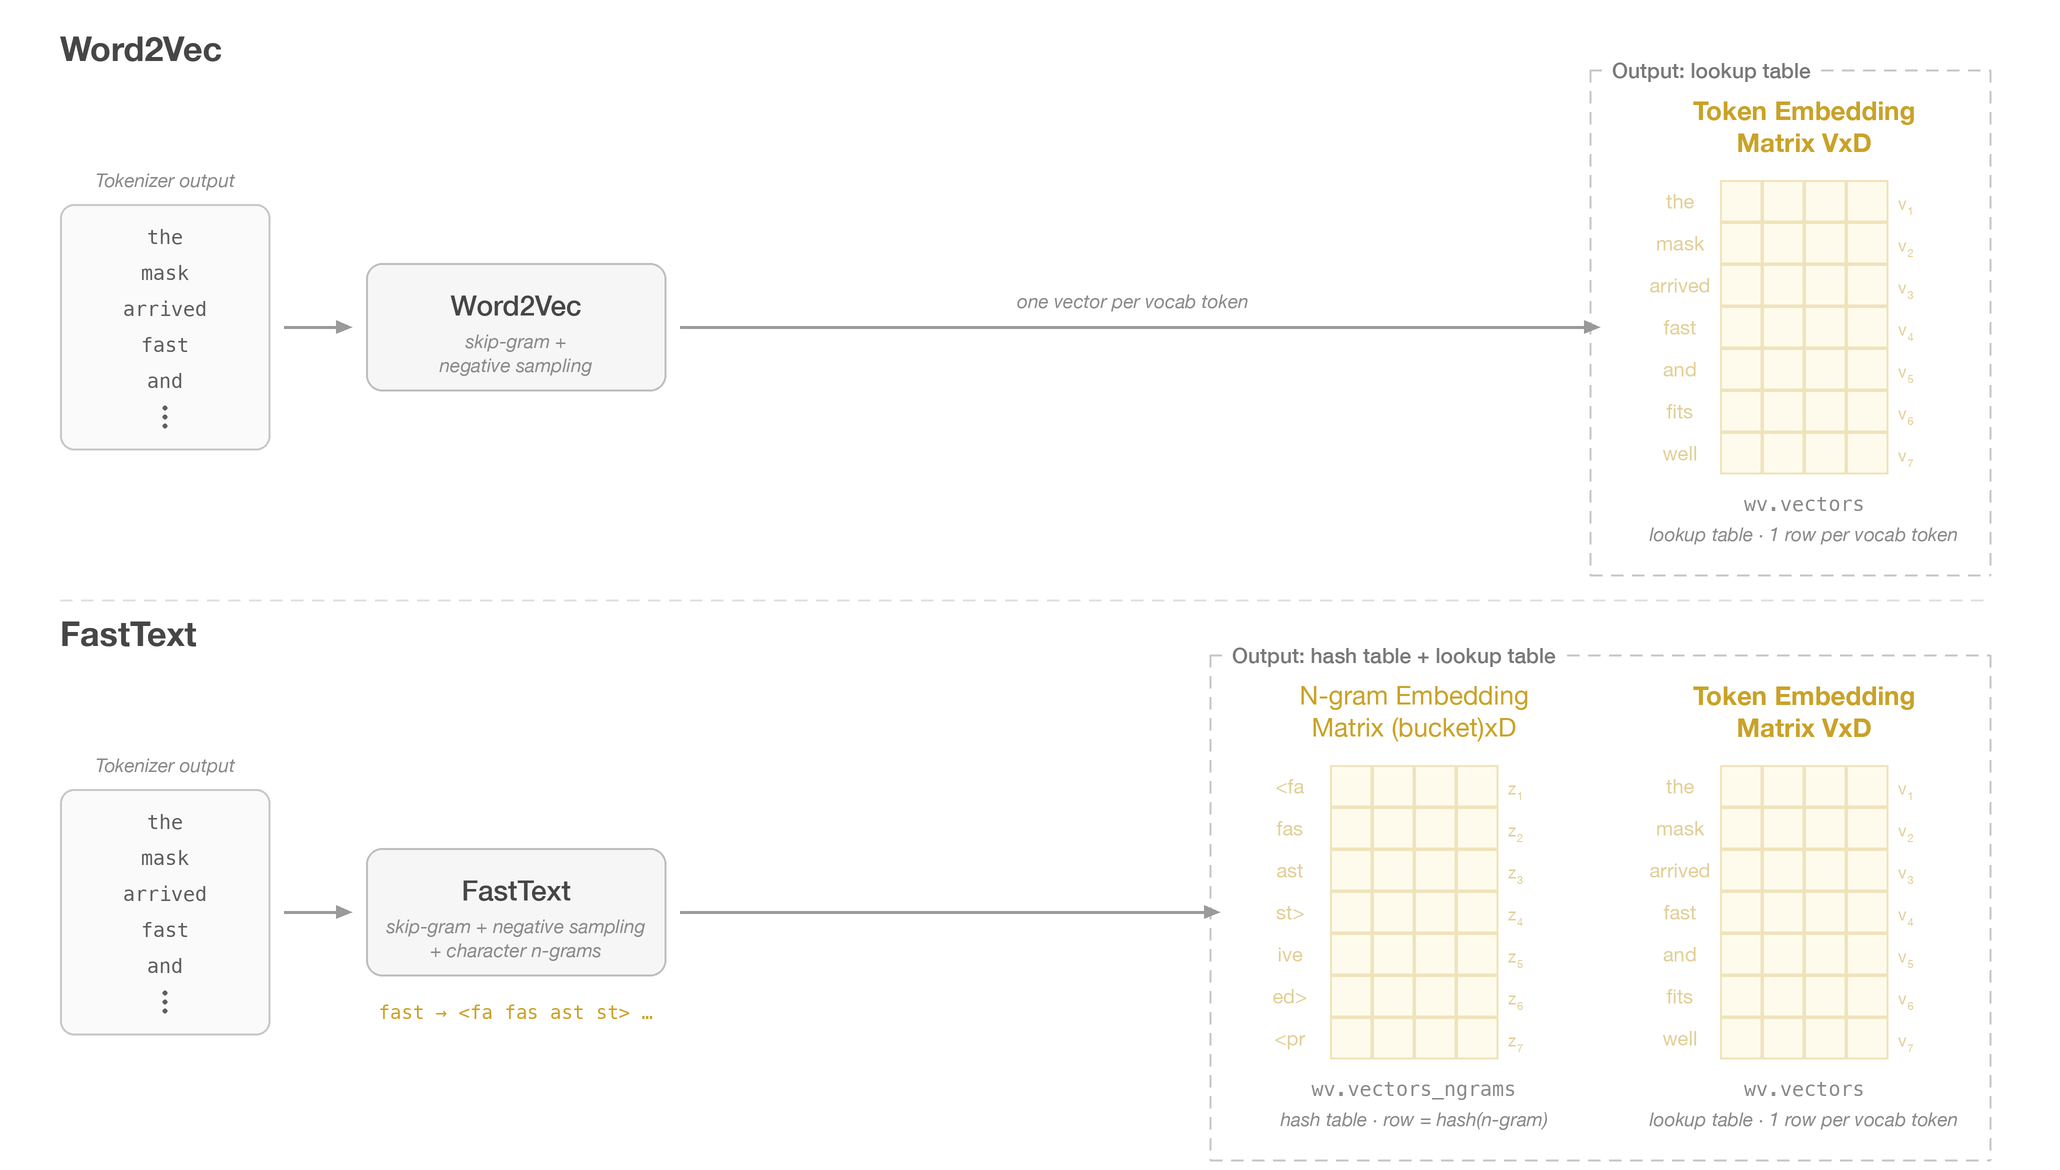 Word2Vec
Output: lookup table
Token Embedding
Matrix VxD
Tokenizer output
the
mask
arrived
fast
and
⋮
Word2Vec
skip-gram +
negative sampling
one vector per vocab token
the v₁
mask v₂
arrived v₃
fast v₄
and v₅
fits v₆
well v₇
wv.vectors
lookup table · 1 row per vocab token
FastText
Output: hash table + lookup table
Tokenizer output
the
mask
arrived
fast
and
⋮
FastText
skip-gram + negative sampling
+ character n-grams
fast → <fa fas ast st> …
N-gram Embedding
Matrix (bucket)xD
<fa z₁
fas z₂
ast z₃
st> z₄
ive z₅
ed> z₆
<pr z₇
wv.vectors_ngrams
hash table · row = hash(n-gram)
Token Embedding
Matrix VxD
the v₁
mask v₂
arrived v₃
fast v₄
and v₅
fits v₆
well v₇
wv.vectors
lookup table · 1 row per vocab token